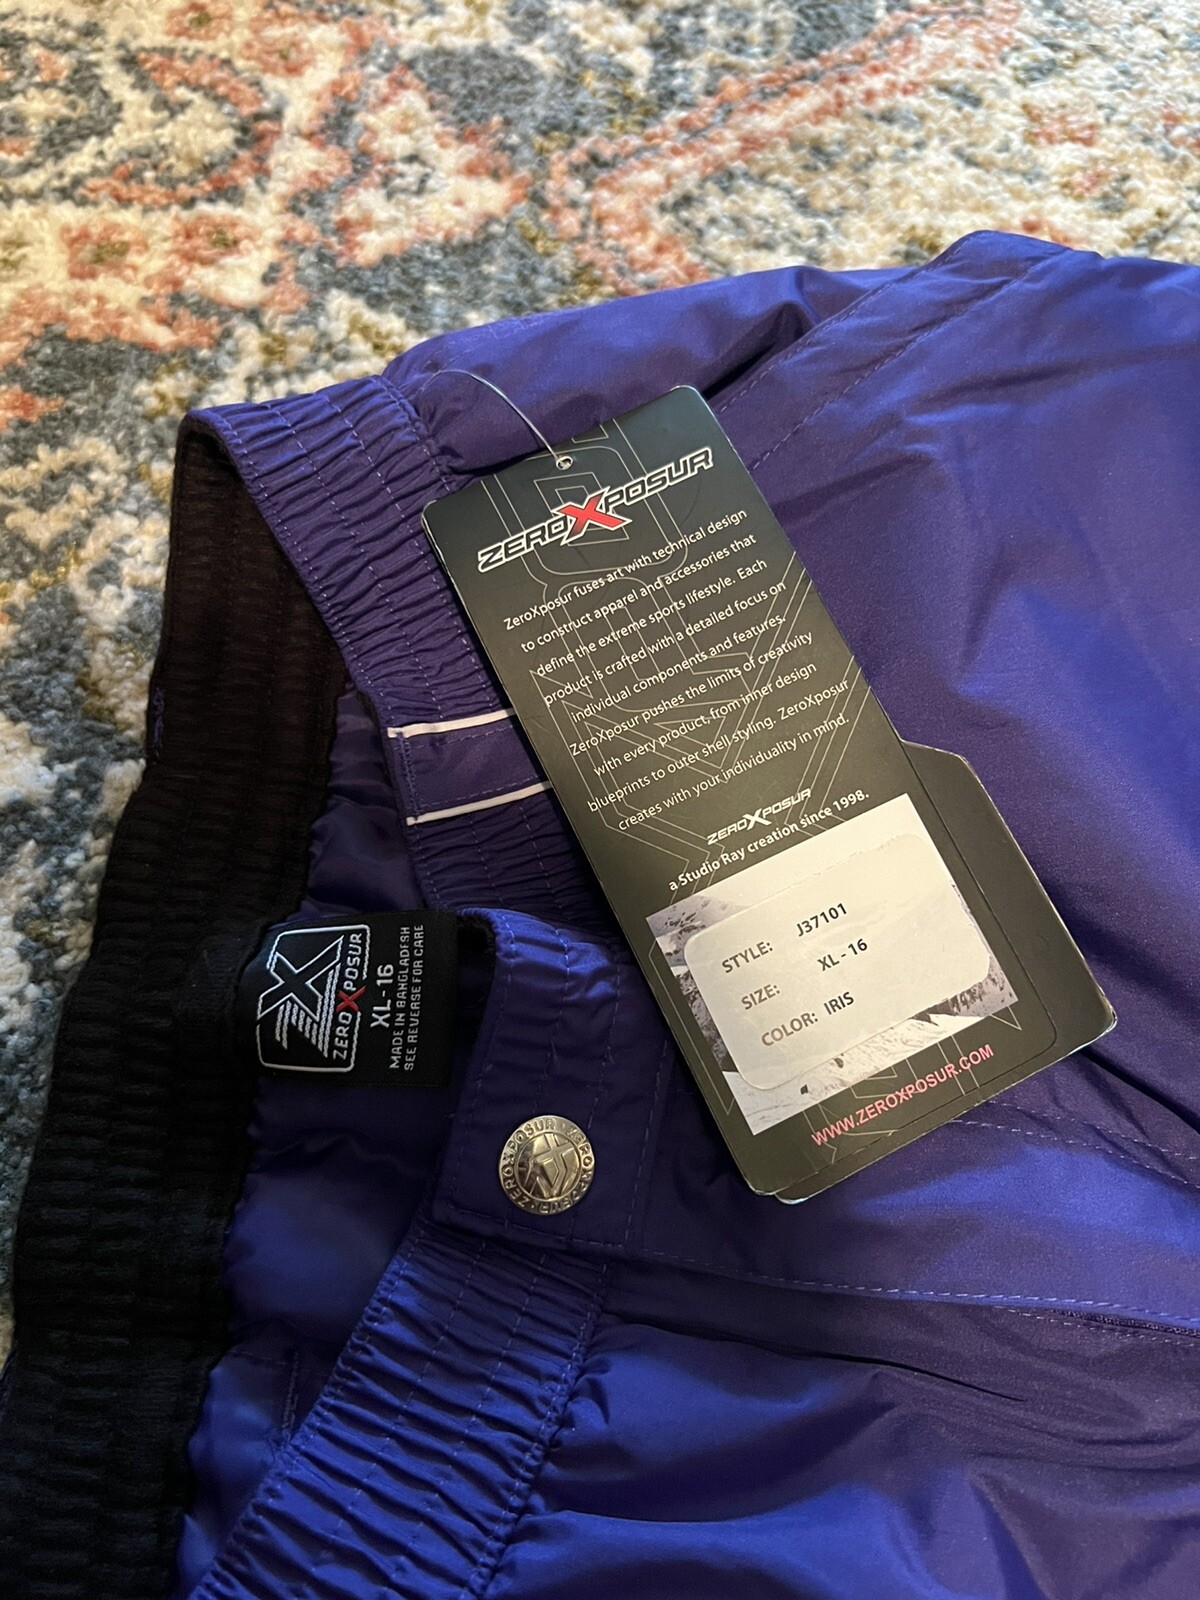 ZEROXPOSUR
ZeroXposur fuses art with technical design
to construct apparel and accessories that
define the extreme sports lifestyle. Each
product is crafted with a detailed focus on
individual components and features.
ZeroXposur pushes the limits of creativity
with every product, from inner design
blueprints to outer shell styling. ZeroXposur
creates with your individuality in mind.
ZEROXPOSUR
a Studio Ray creation since 1998.
STYLE: J37101
SIZE: XL - 16
COLOR: IRIS
WWW.ZEROXPOSUR.COM
ZX
ZEROXPOSUR
XL - 16
MADE IN BANGLADESH
SEE REVERSE FOR CARE
ZEROXPOSUR